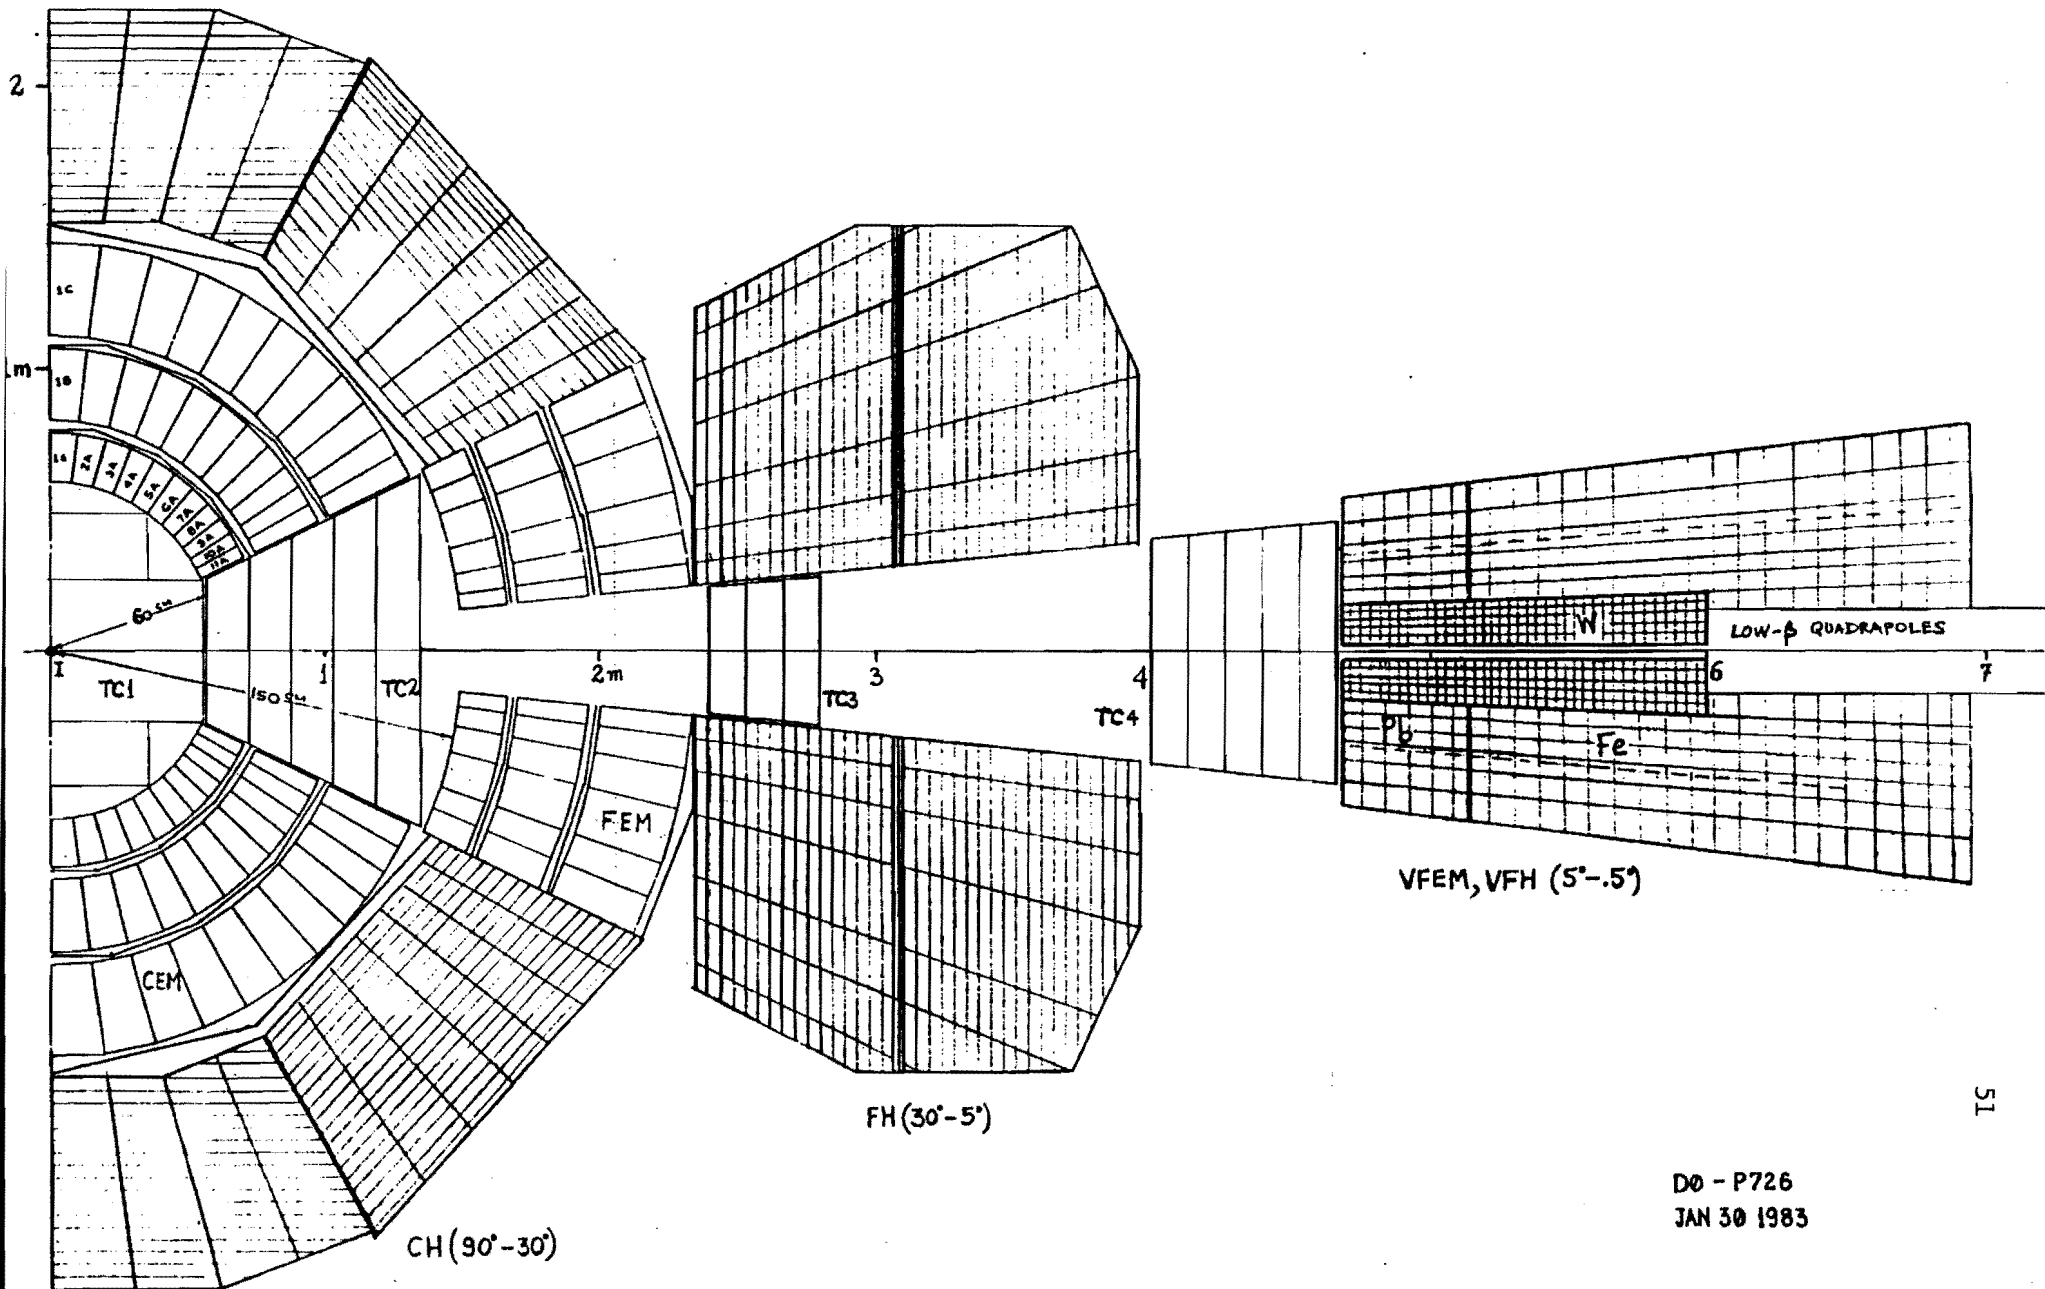 2
1C
1m
1B
1A 2A 3A 4A 5A 6A 7A 8A 9A 10A 11A
60 cm
I
TC1
150 cm
1
TC2
2m
TC3
3
4
TC4
W
LOW-β QUADRAPOLES
6
7
Pb
Fe
FEM
CEM
VFEM, VFH (5°-.5°)
FH (30°-5°)
CH (90°-30°)
51
DØ - P726
JAN 30 1983